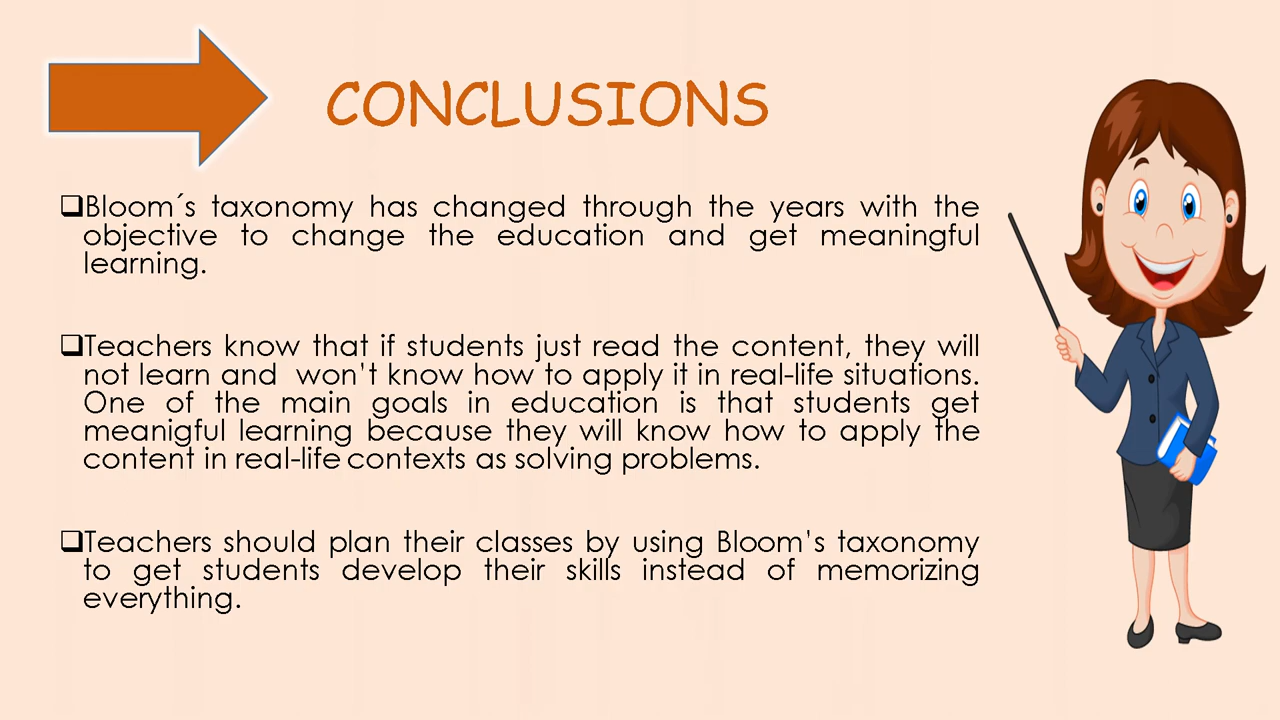 CONCLUSIONS
❑Bloom´s taxonomy has changed through the years with the
objective to change the education and get meaningful
learning.
❑Teachers know that if students just read the content, they will
not learn and  won't know how to apply it in real-life situations.
One of the main goals in education is that students get
meanigful learning because they will know how to apply the
content in real-life contexts as solving problems.
❑Teachers should plan their classes by using Bloom's taxonomy
to get students develop their skills instead of memorizing
everything.